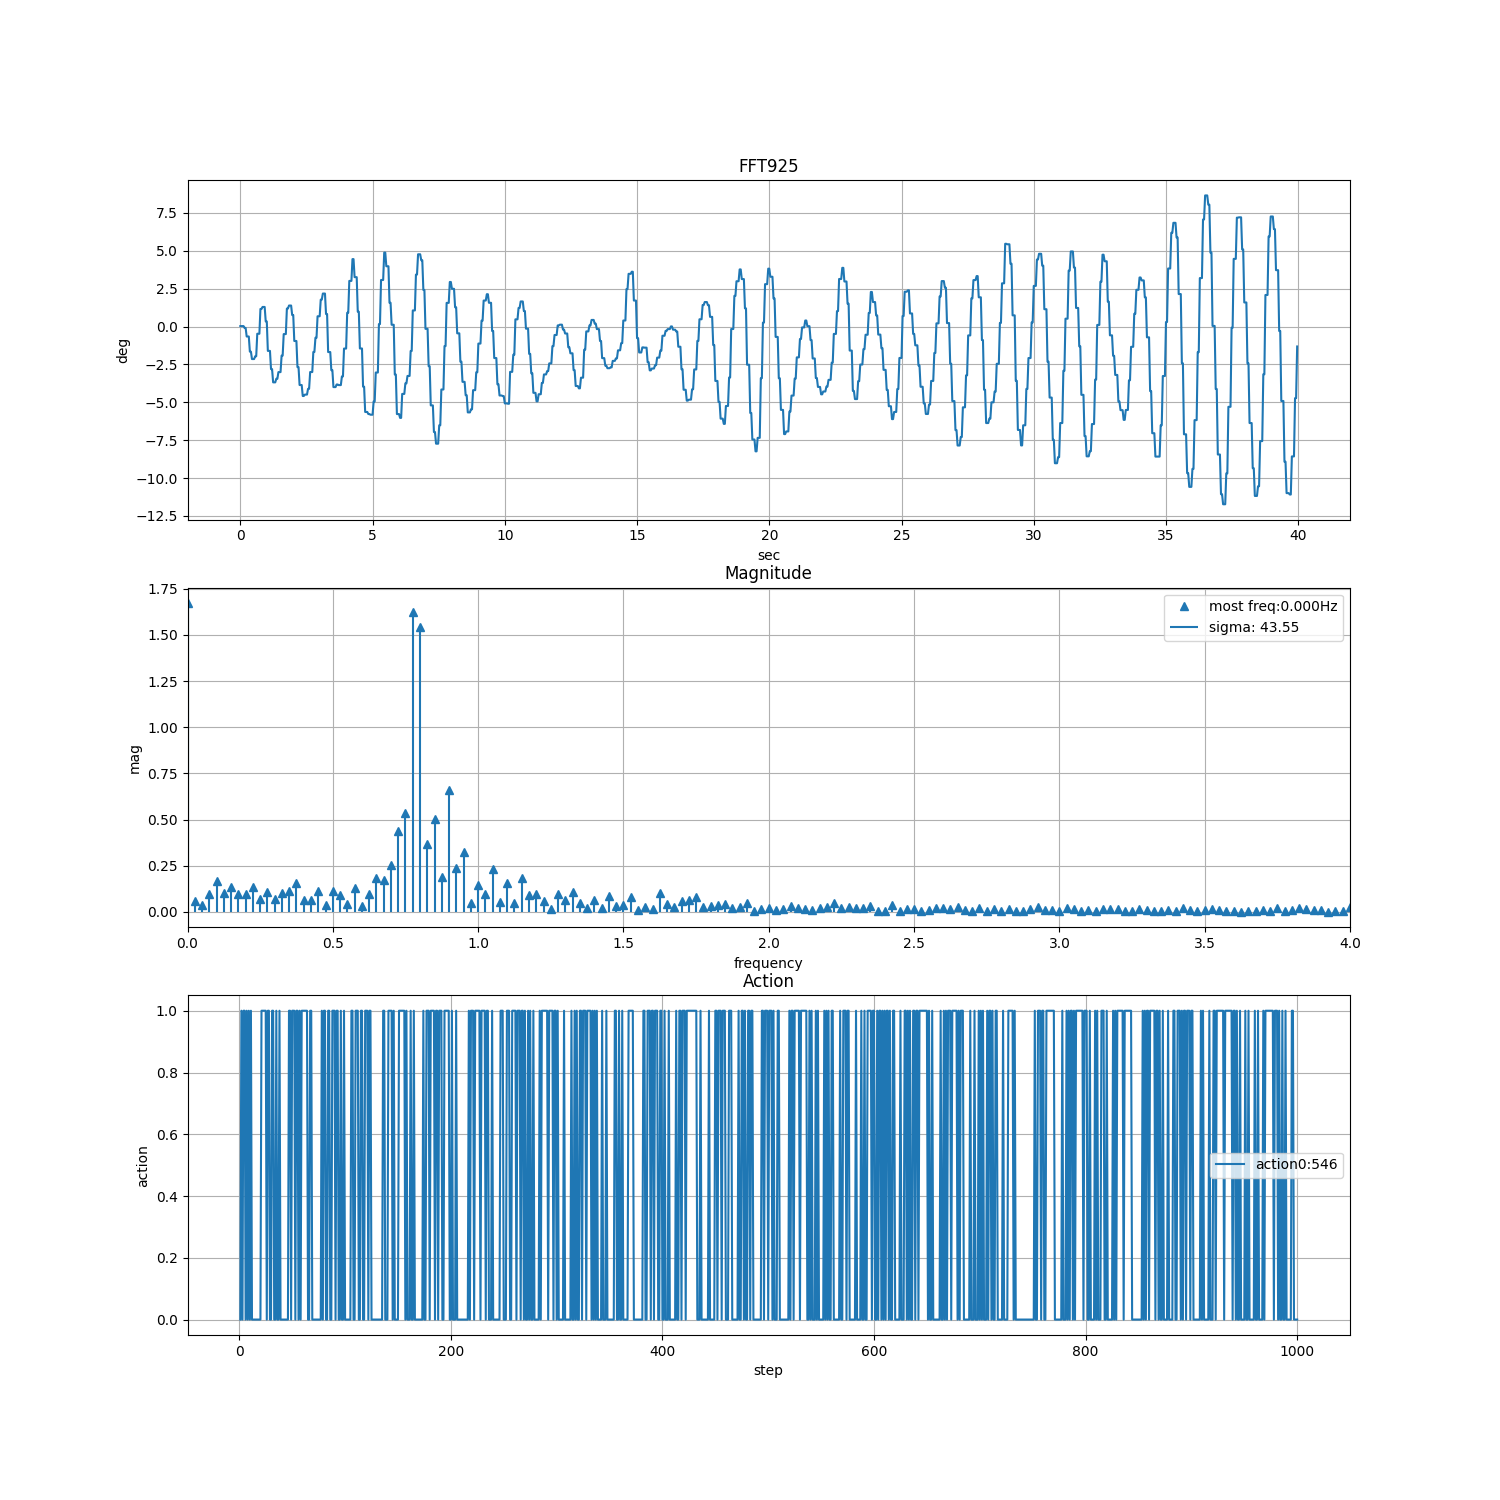 FFT925
deg
7.5
5.0
2.5
0.0
−2.5
−5.0
−7.5
−10.0
−12.5
0 5 10 15 20 25 30 35 40
sec
Magnitude
mag
1.75
1.50
1.25
1.00
0.75
0.50
0.25
0.00
most freq:0.000Hz
sigma: 43.55
0.0 0.5 1.0 1.5 2.0 2.5 3.0 3.5 4.0
frequency
Action
action
1.0
0.8
0.6
0.4
0.2
0.0
action0:546
0 200 400 600 800 1000
step